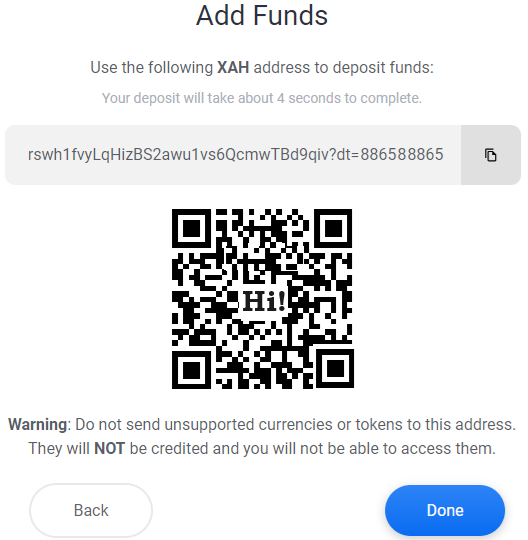 Add Funds
Use the following XAH address to deposit funds:
Your deposit will take about 4 seconds to complete.
rswh1fvyLqHizBS2awu1vs6QcmwTBd9qiv?dt=886588865
Hi!
Warning: Do not send unsupported currencies or tokens to this address.
They will NOT be credited and you will not be able to access them.
Back
Done